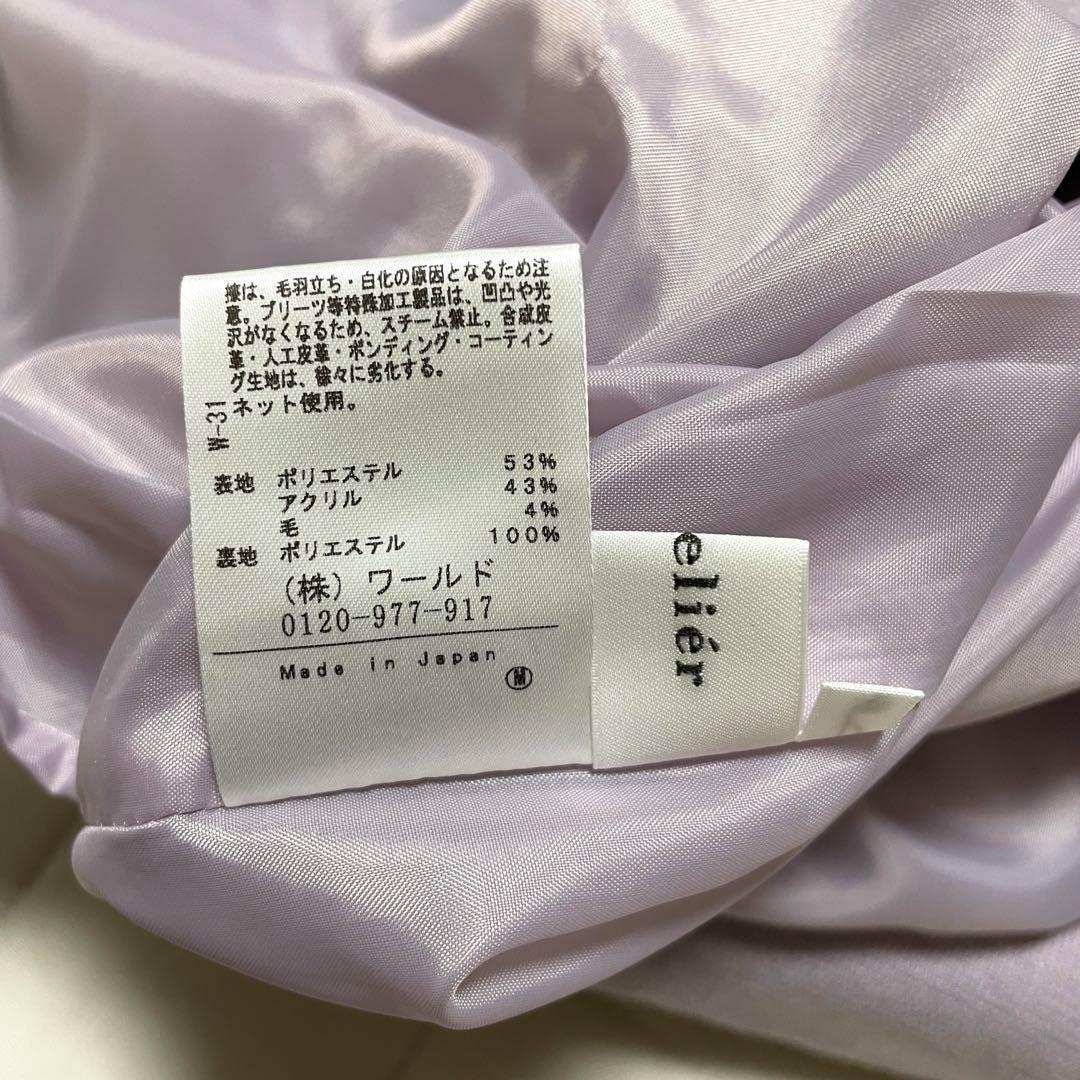 擦は、毛羽立ち・白化の原因となるため注
意。プリーツ等特殊加工製品は、凹凸や光
沢がなくなるため、スチーム禁止。合成皮
革・人工皮革・ボンディング・コーティン
グ生地は、徐々に劣化する。
ネット使用。
W-31
表地 ポリエステル 53%
アクリル 43%
毛 4%
裏地 ポリエステル 100%
(株) ワールド
0120-977-917
Made in Japan
M
eliér